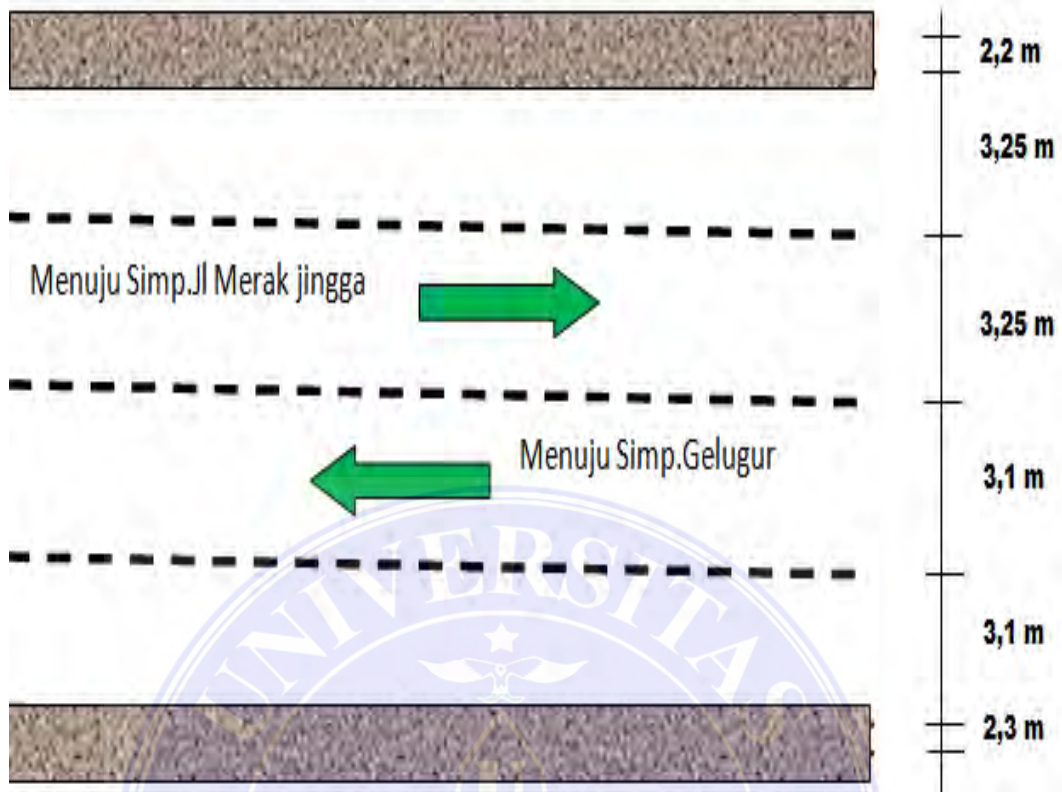 2,2 m
3,25 m
Menuju Simp.Jl Merak jingga
3,25 m
Menuju Simp.Gelugur
3,1 m
UNIVERSITAS
3,1 m
2,3 m